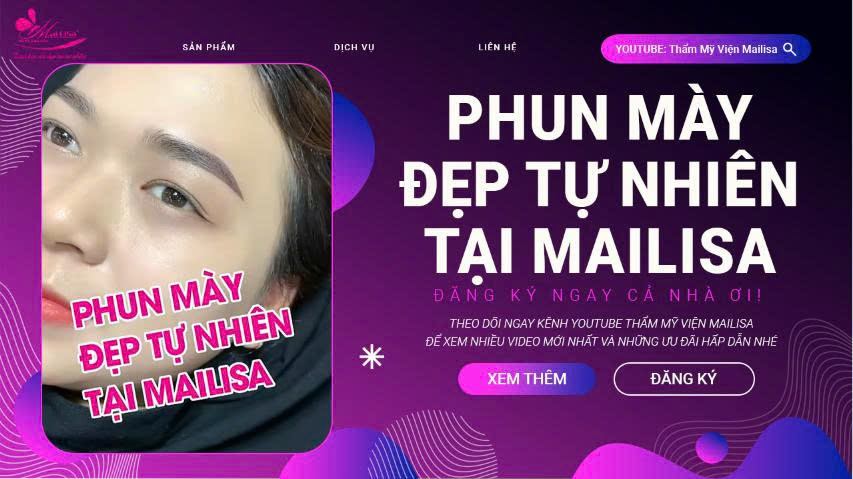 MaiLisa
SẢN PHẨM
DỊCH VỤ
LIÊN HỆ
YOUTUBE: Thẩm Mỹ Viện Mailisa
PHUN MÀY
ĐẸP TỰ NHIÊN
TẠI MAILISA
PHUN MÀY
ĐẸP TỰ NHIÊN
TẠI MAILISA
ĐĂNG KÝ NGAY CẢ NHÀ ƠI!
THEO DÕI NGAY KÊNH YOUTUBE THẨM MỸ VIỆN MAILISA
ĐỂ XEM NHIỀU VIDEO MỚI NHẤT VÀ NHỮNG ƯU ĐÃI HẤP DẪN NHÉ
XEM THÊM
ĐĂNG KÝ